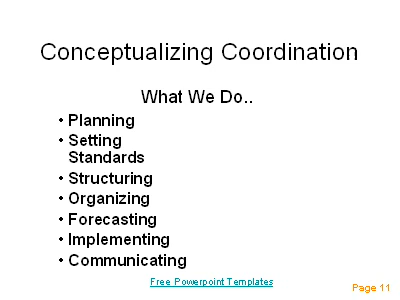 Conceptualizing Coordination
What We Do..
• Planning
• Setting
Standards
• Structuring
• Organizing
• Forecasting
• Implementing
• Communicating
Free Powerpoint Templates
Page 11